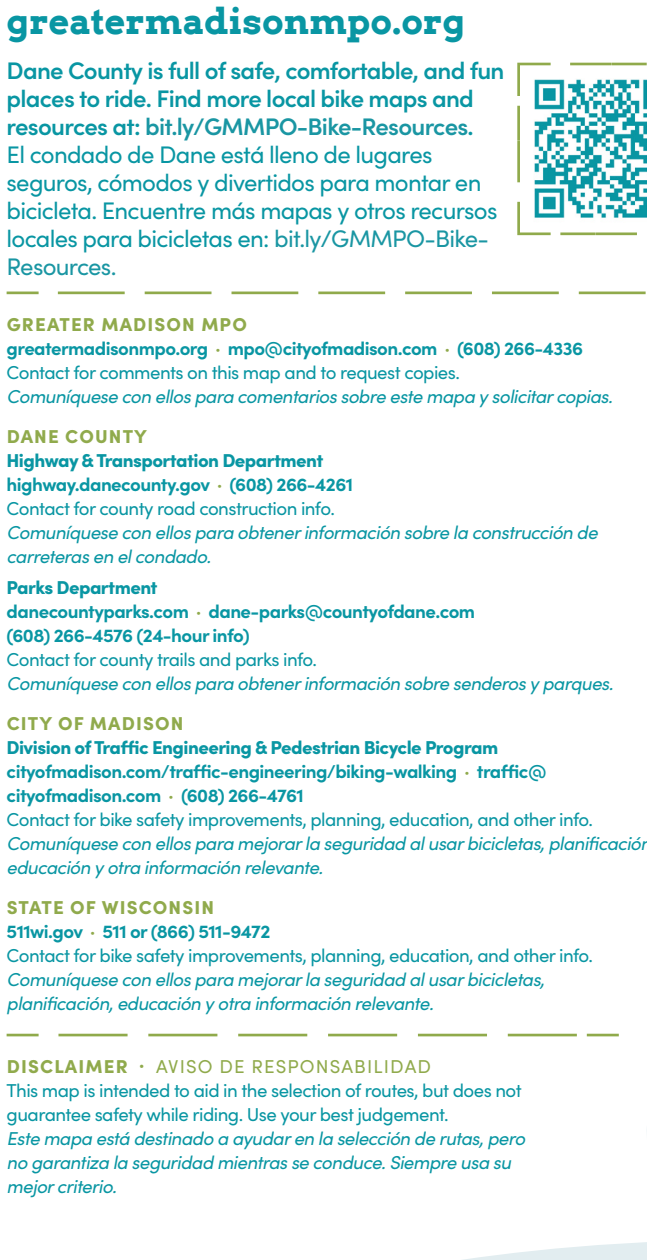 greatermadisonmpo.org
Dane County is full of safe, comfortable, and fun
places to ride. Find more local bike maps and
resources at: bit.ly/GMMPO-Bike-Resources.
El condado de Dane está lleno de lugares
seguros, cómodos y divertidos para montar en
bicicleta. Encuentre más mapas y otros recursos
locales para bicicletas en: bit.ly/GMMPO-Bike-
Resources.
GREATER MADISON MPO
greatermadisonmpo.org · mpo@cityofmadison.com · (608) 266-4336
Contact for comments on this map and to request copies.
Comuníquese con ellos para comentarios sobre este mapa y solicitar copias.
DANE COUNTY
Highway & Transportation Department
highway.danecounty.gov · (608) 266-4261
Contact for county road construction info.
Comuníquese con ellos para obtener información sobre la construcción de
carreteras en el condado.
Parks Department
danecountyparks.com · dane-parks@countyofdane.com
(608) 266-4576 (24-hour info)
Contact for county trails and parks info.
Comuníquese con ellos para obtener información sobre senderos y parques.
CITY OF MADISON
Division of Traffic Engineering & Pedestrian Bicycle Program
cityofmadison.com/traffic-engineering/biking-walking · traffic@
cityofmadison.com · (608) 266-4761
Contact for bike safety improvements, planning, education, and other info.
Comuníquese con ellos para mejorar la seguridad al usar bicicletas, planificación
educación y otra información relevante.
STATE OF WISCONSIN
511wi.gov · 511 or (866) 511-9472
Contact for bike safety improvements, planning, education, and other info.
Comuníquese con ellos para mejorar la seguridad al usar bicicletas,
planificación, educación y otra información relevante.
DISCLAIMER · AVISO DE RESPONSABILIDAD
This map is intended to aid in the selection of routes, but does not
guarantee safety while riding. Use your best judgement.
Este mapa está destinado a ayudar en la selección de rutas, pero
no garantiza la seguridad mientras se conduce. Siempre usa su
mejor criterio.